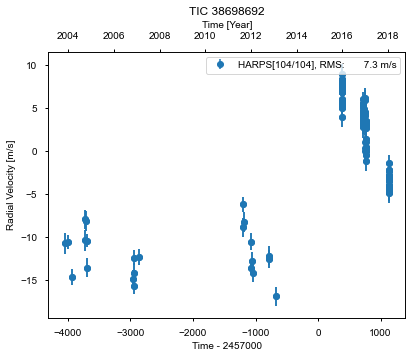 TIC 38698692
Time [Year]
2004 2006 2008 2010 2012 2014 2016 2018
HARPS[104/104], RMS: 7.3 m/s
Radial Velocity [m/s]
10
5
0
−5
−10
−15
−4000 −3000 −2000 −1000 0 1000
Time - 2457000